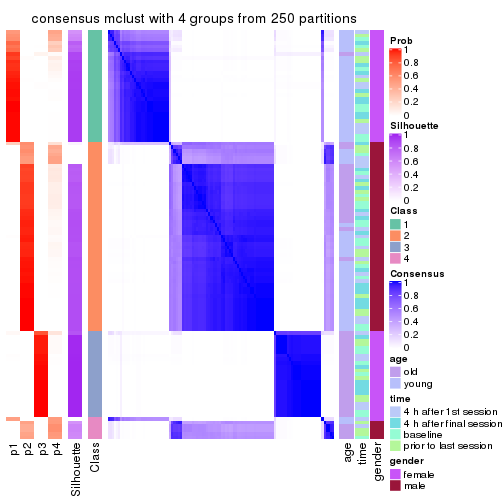 consensus mclust with 4 groups from 250 partitions
Prob
1
0.8
0.6
0.4
0.2
0
Silhouette
1
0.8
0.6
0.4
0.2
0
Class
1
2
3
4
Consensus
1
0.8
0.6
0.4
0.2
0
age
old
young
time
4 h after 1st session
4 h after final session
baseline
prior to last session
gender
female
male
p1
p2
p3
p4
Silhouette
Class
age
time
gender